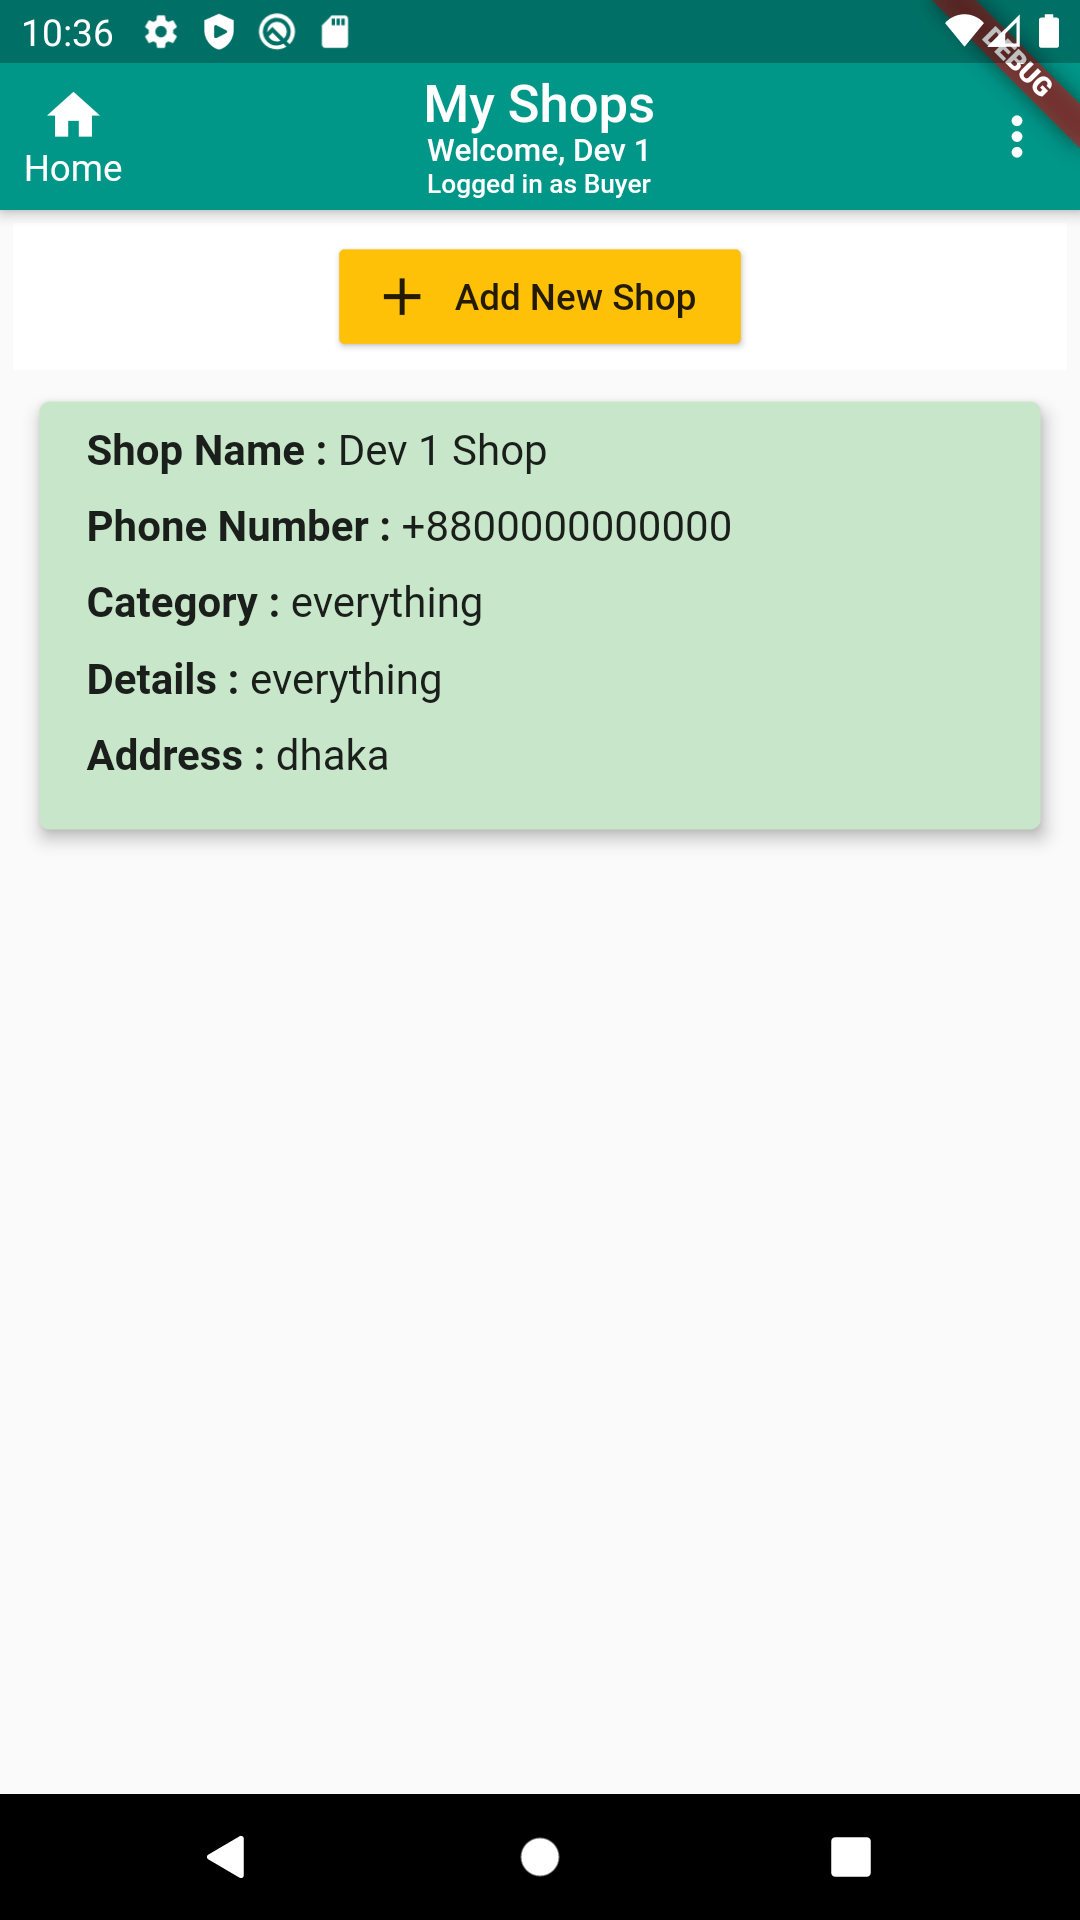 10:36
DEBUG
Home
My Shops
Welcome, Dev 1
Logged in as Buyer
Add New Shop
Shop Name : Dev 1 Shop
Phone Number : +8800000000000
Category : everything
Details : everything
Address : dhaka